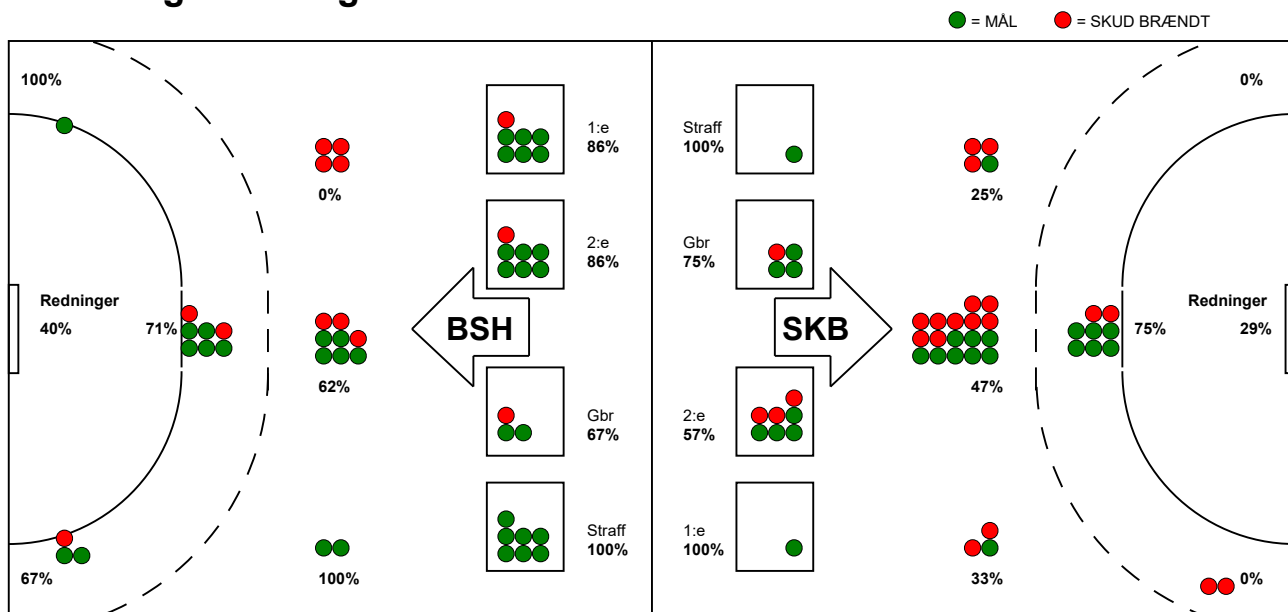 = MÅL = SKUD BRÆNDT
100%
0%
1:e
86%
Straff
100%
0%
25%
2:e
86%
Gbr
75%
Redninger
40%
71%
62%
BSH
SKB
47%
75%
Redninger
29%
Gbr
67%
2:e
57%
Straff
100%
1:e
100%
67%
100%
33%
0%